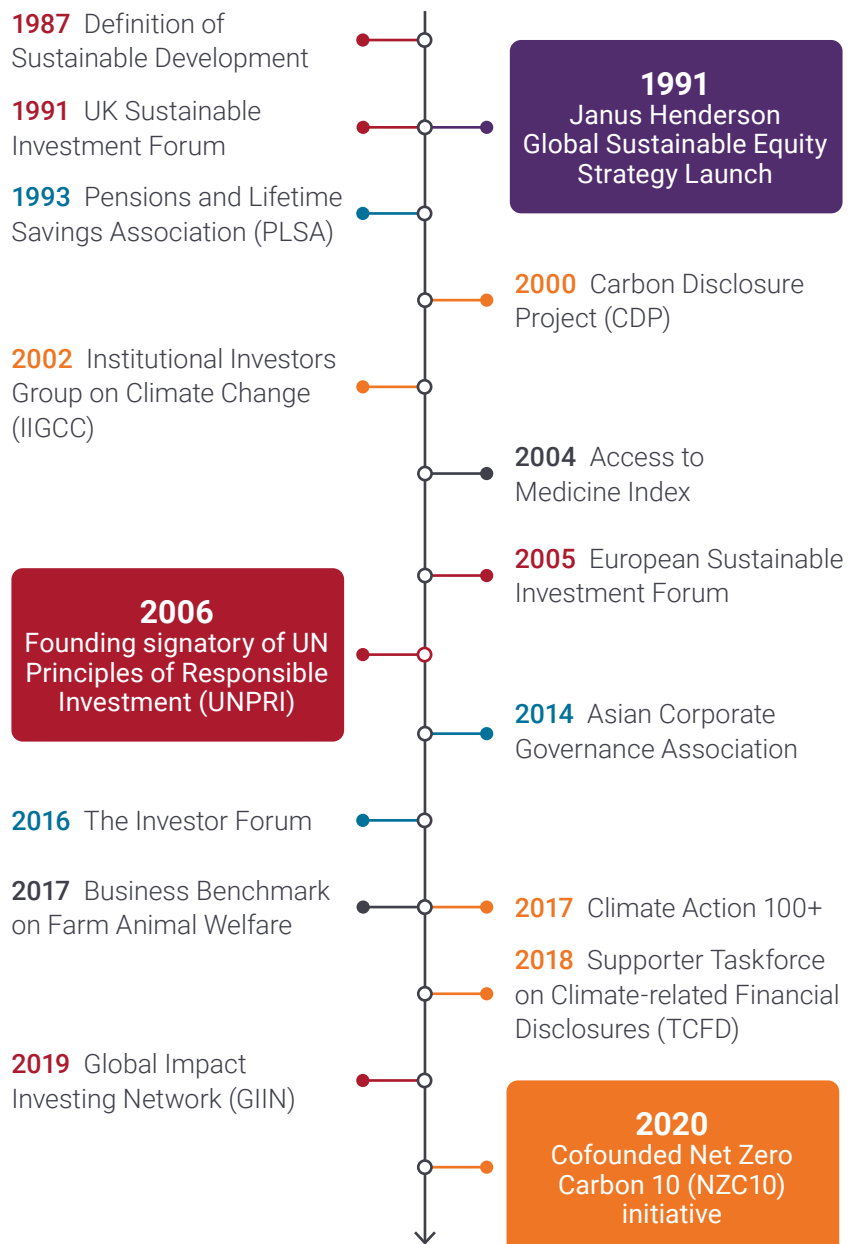 1987 Definition of
Sustainable Development
1991 UK Sustainable
Investment Forum
1991
Janus Henderson
Global Sustainable Equity
Strategy Launch
1993 Pensions and Lifetime
Savings Association (PLSA)
2000 Carbon Disclosure
Project (CDP)
2002 Institutional Investors
Group on Climate Change
(IIGCC)
2004 Access to
Medicine Index
2005 European Sustainable
Investment Forum
2006
Founding signatory of UN
Principles of Responsible
Investment (UNPRI)
2014 Asian Corporate
Governance Association
2016 The Investor Forum
2017 Business Benchmark
on Farm Animal Welfare
2017 Climate Action 100+
2018 Supporter Taskforce
on Climate-related Financial
Disclosures (TCFD)
2019 Global Impact
Investing Network (GIIN)
2020
Cofounded Net Zero
Carbon 10 (NZC10)
initiative